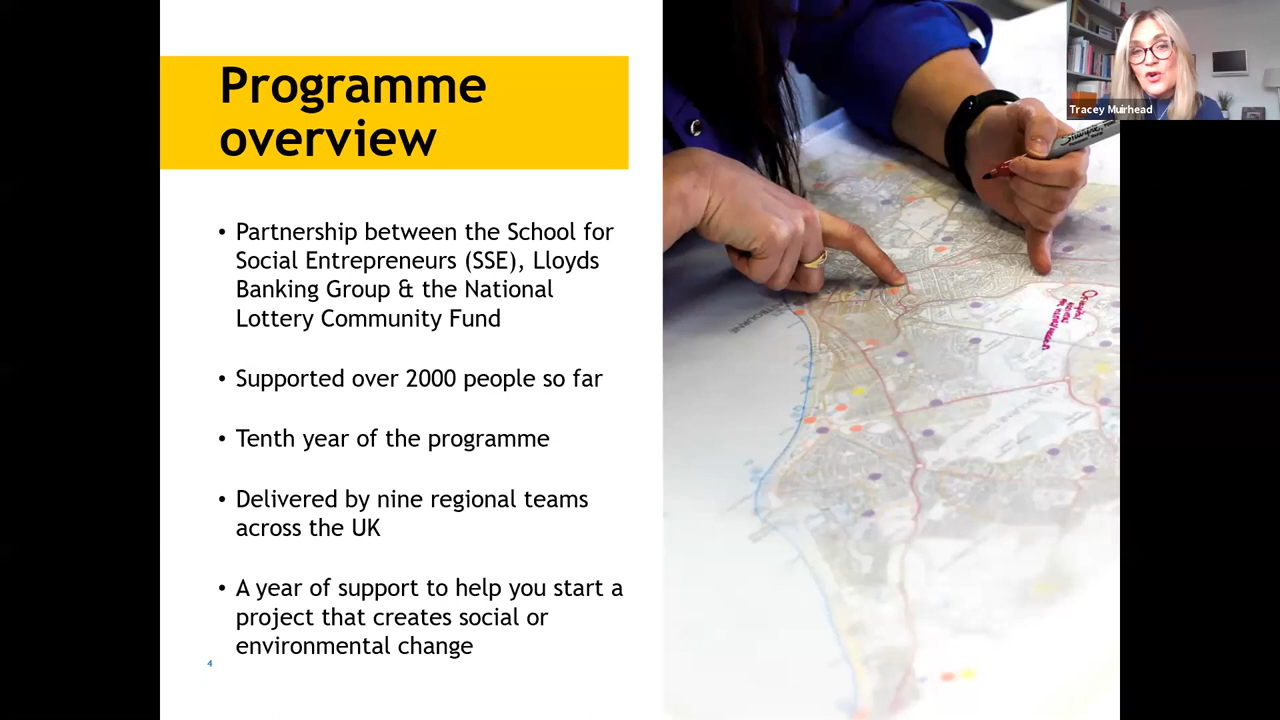 Programme
overview
Tracey Muirhead
• Partnership between the School for
Social Entrepreneurs (SSE), Lloyds
Banking Group & the National
Lottery Community Fund
• Supported over 2000 people so far
• Tenth year of the programme
• Delivered by nine regional teams
across the UK
• A year of support to help you start a
project that creates social or
environmental change
4